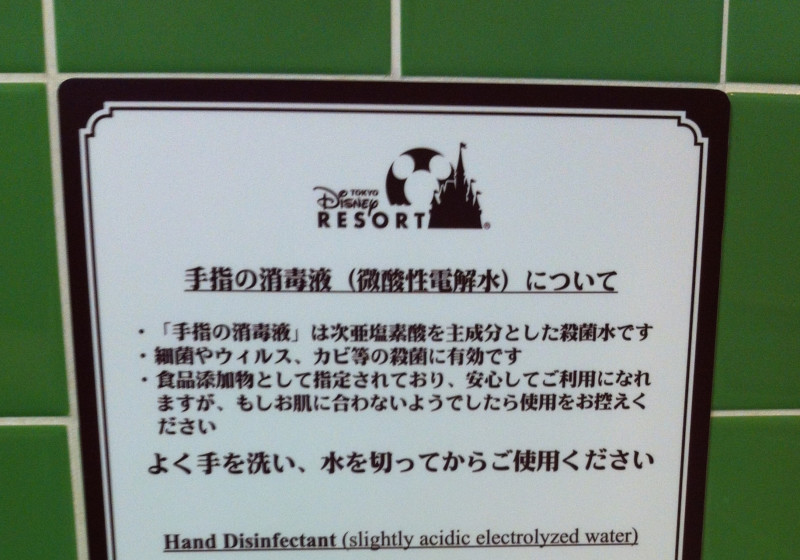 TOKYO
Disney
RESORT®
手指の消毒液（微酸性電解水）について
・「手指の消毒液」は次亜塩素酸を主成分とした殺菌水です
・細菌やウィルス、カビ等の殺菌に有効です
・食品添加物として指定されており、安心してご利用になれ
ますが、もしお肌に合わないようでしたら使用をお控えく
ださい
よく手を洗い、水を切ってからご使用ください
Hand Disinfectant (slightly acidic electrolyzed water)